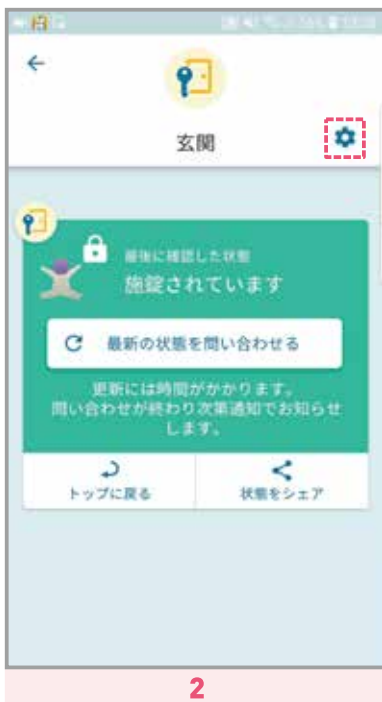 玄関
最後に確認した状態
施錠されています
最新の状態を問い合わせる
更新には時間がかかります。
問い合わせが終わり次第通知でお知らせ
します。
トップに戻る
状態をシェア
2